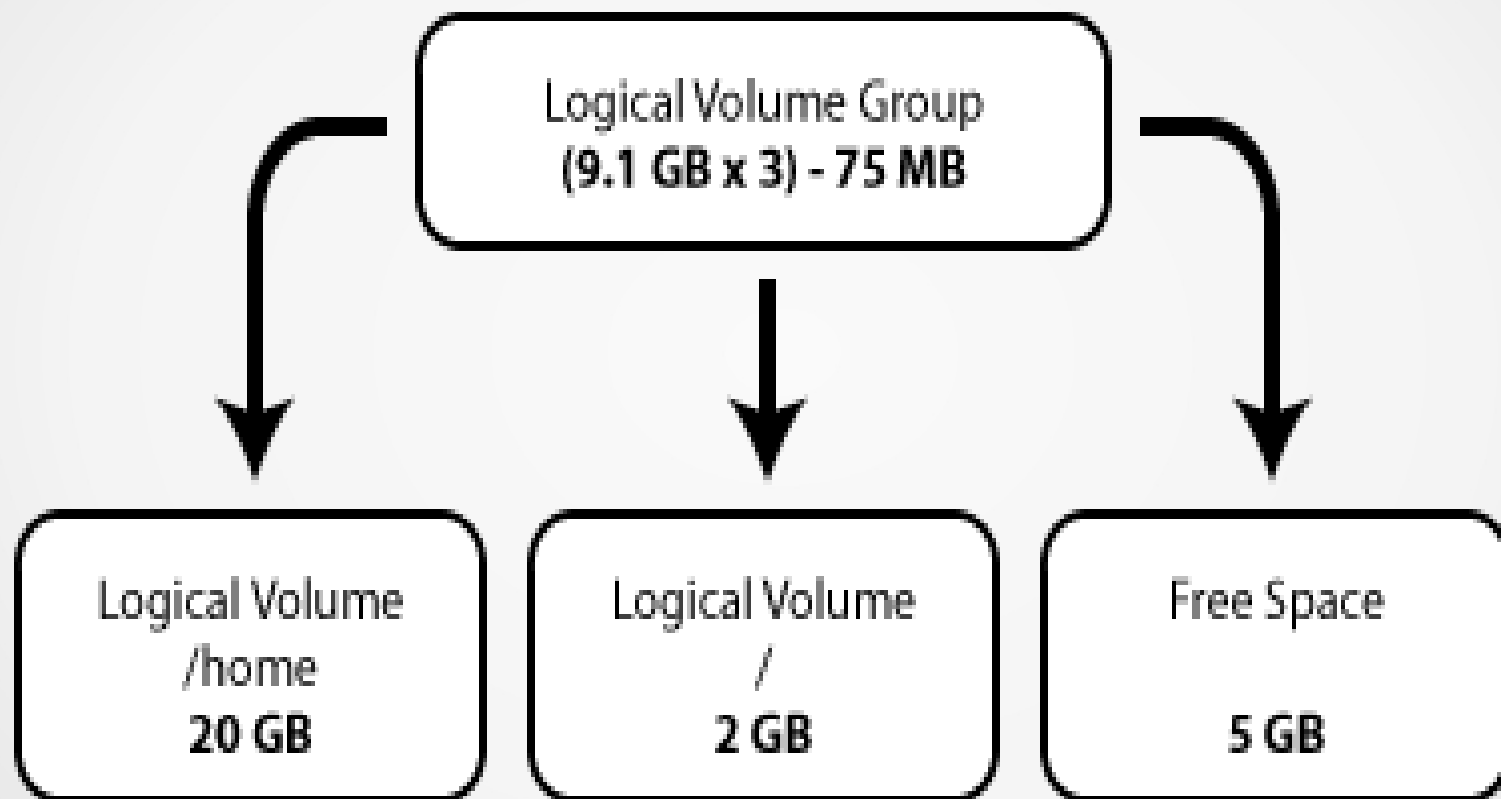 Logical Volume Group
(9.1 GB x 3) - 75 MB
Logical Volume
/home
20 GB
Logical Volume
/
2 GB
Free Space
5 GB